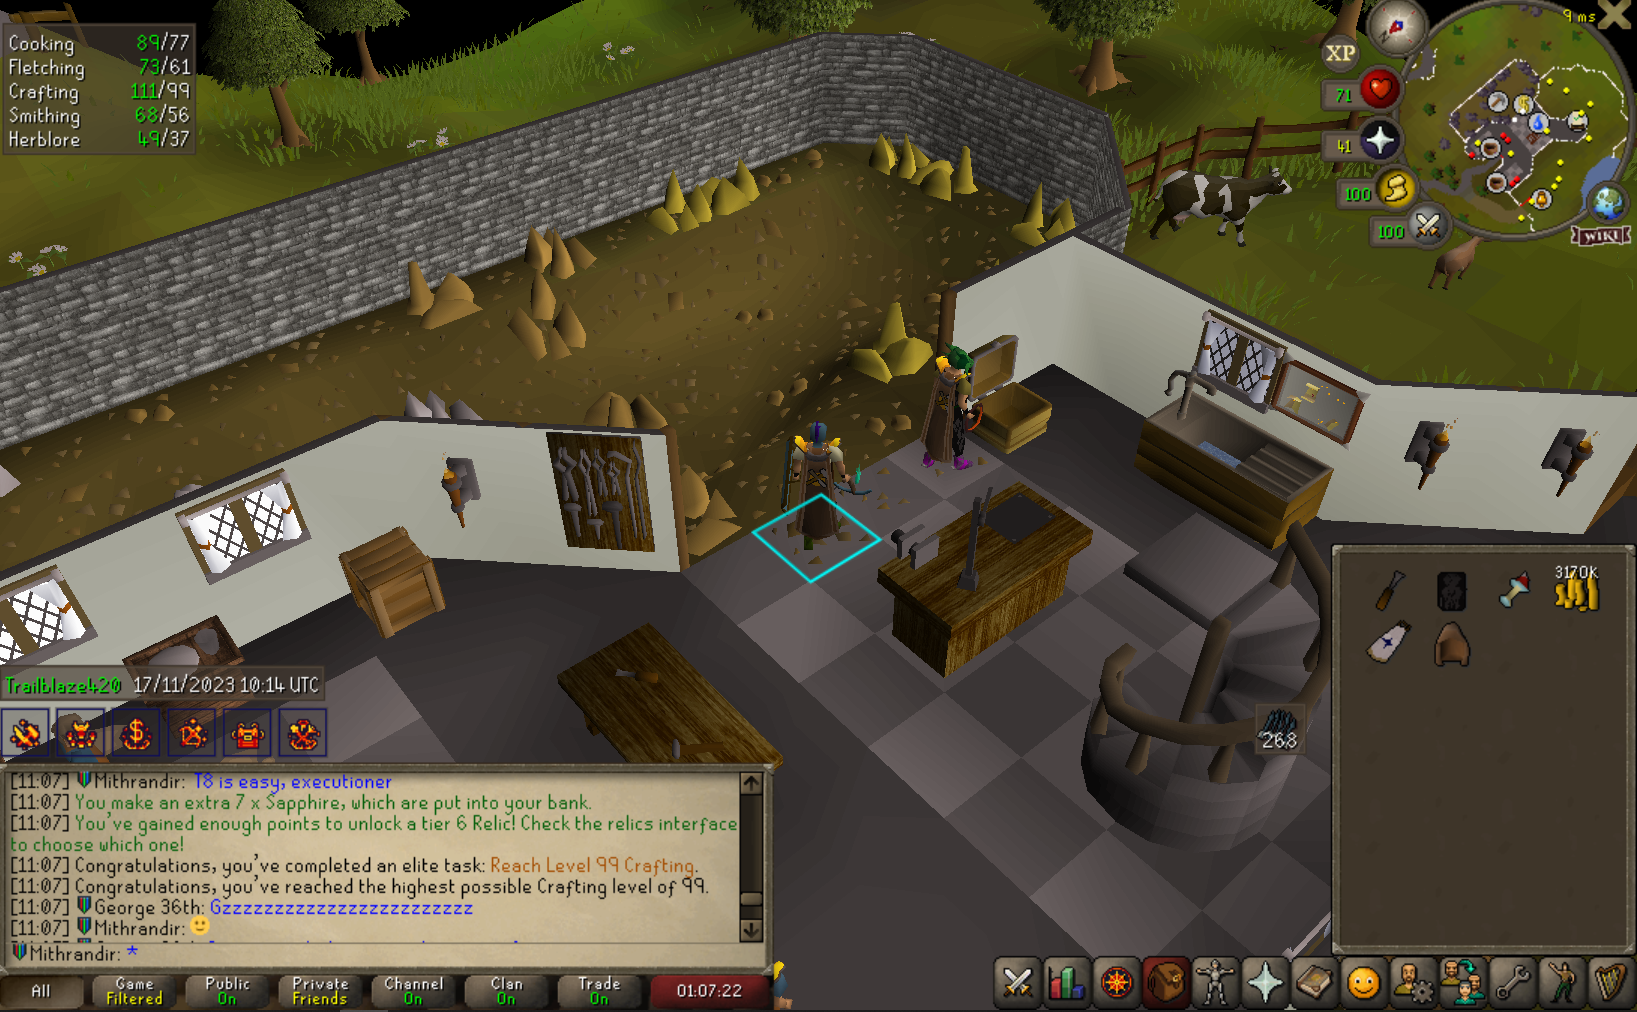 Cooking 89/77
Fletching 73/61
Crafting 111/99
Smithing 68/56
Herblore 49/37
9 ms
XP
71
41
100
100
WIKI
3170K
268
Trailblaze420 17/11/2023 10:14 UTC
[11:07] Mithrandir: T8 is easy, executioner
[11:07] You make an extra 7 x Sapphire, which are put into your bank.
[11:07] You've gained enough points to unlock a tier 6 Relic! Check the relics interface
to choose which one!
[11:07] Congratulations, you've completed an elite task: Reach Level 99 Crafting.
[11:07] Congratulations, you've reached the highest possible Crafting level of 99.
[11:07] George 36th: Gzzzzzzzzzzzzzzzzzzzzzzzz
[11:07] Mithrandir: 🙂
Mithrandir: *
All
Game Filtered
Public On
Private Friends
Channel On
Clan On
Trade On
01:07:22